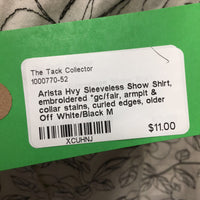 The Tack Collector
1000770-52
Arista Hvy Sleeveless Show Shirt,
embroidered *gc/fair, armpit &
collar stains, curled edges, older
Off White/Black M
$11.00
XCUHNJ